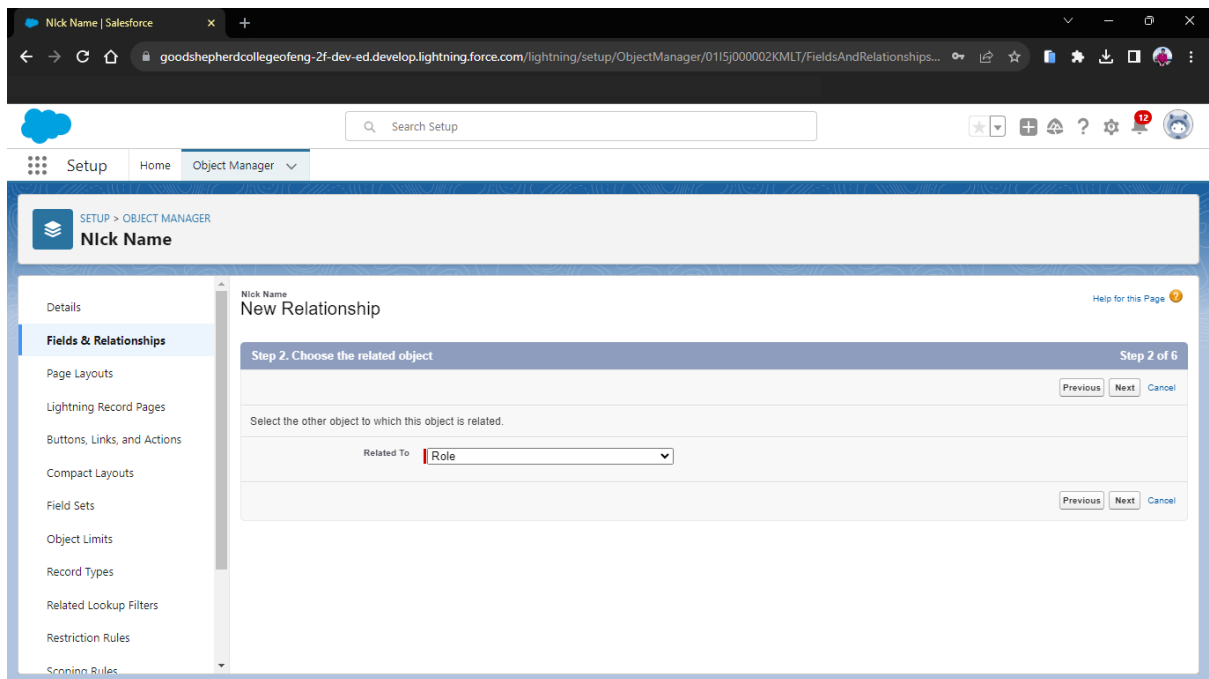 NIck Name | Salesforce
goodshepherdcollegeofeng-2f-dev-ed.develop.lightning.force.com/lightning/setup/ObjectManager/01I5j000002KMLT/FieldsAndRelationships...
Search Setup
12
Setup Home Object Manager
SETUP > OBJECT MANAGER
NIck Name
Details
Fields & Relationships
Page Layouts
Lightning Record Pages
Buttons, Links, and Actions
Compact Layouts
Field Sets
Object Limits
Record Types
Related Lookup Filters
Restriction Rules
Scoping Rules
NIck Name
New Relationship
Help for this Page
Step 2. Choose the related object Step 2 of 6
Previous Next Cancel
Select the other object to which this object is related.
Related To Role
Previous Next Cancel